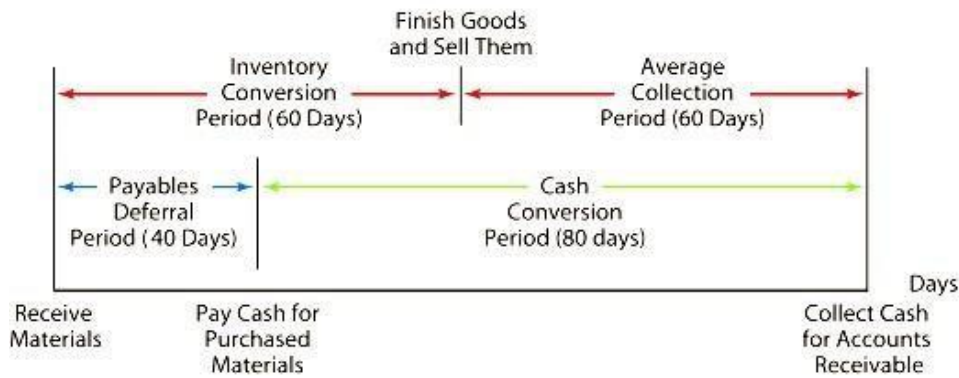 Finish Goods
and Sell Them
Inventory
Conversion
Period (60 Days)
Average
Collection
Period (60 Days)
Payables
Deferral
Period (40 Days)
Cash
Conversion
Period (80 days)
Days
Receive
Materials
Pay Cash for
Purchased
Materials
Collect Cash
for Accounts
Receivable